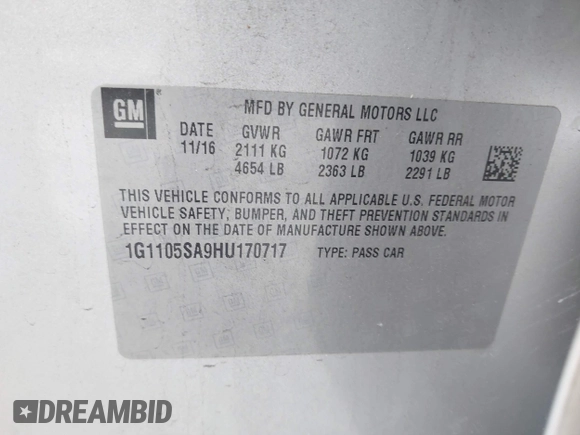 GM
MFD BY GENERAL MOTORS LLC
DATE GVWR GAWR FRT GAWR RR
11/16 2111 KG 1072 KG 1039 KG
4654 LB 2363 LB 2291 LB
THIS VEHICLE CONFORMS TO ALL APPLICABLE U.S. FEDERAL MOTOR
VEHICLE SAFETY, BUMPER, AND THEFT PREVENTION STANDARDS IN
EFFECT ON THE DATE OF MANUFACTURE SHOWN ABOVE.
1G1105SA9HU170717 TYPE: PASS CAR
DREAMBID